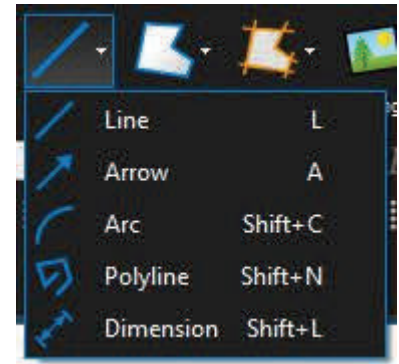 Line L
Arrow A
Arc Shift+C
Polyline Shift+N
Dimension Shift+L